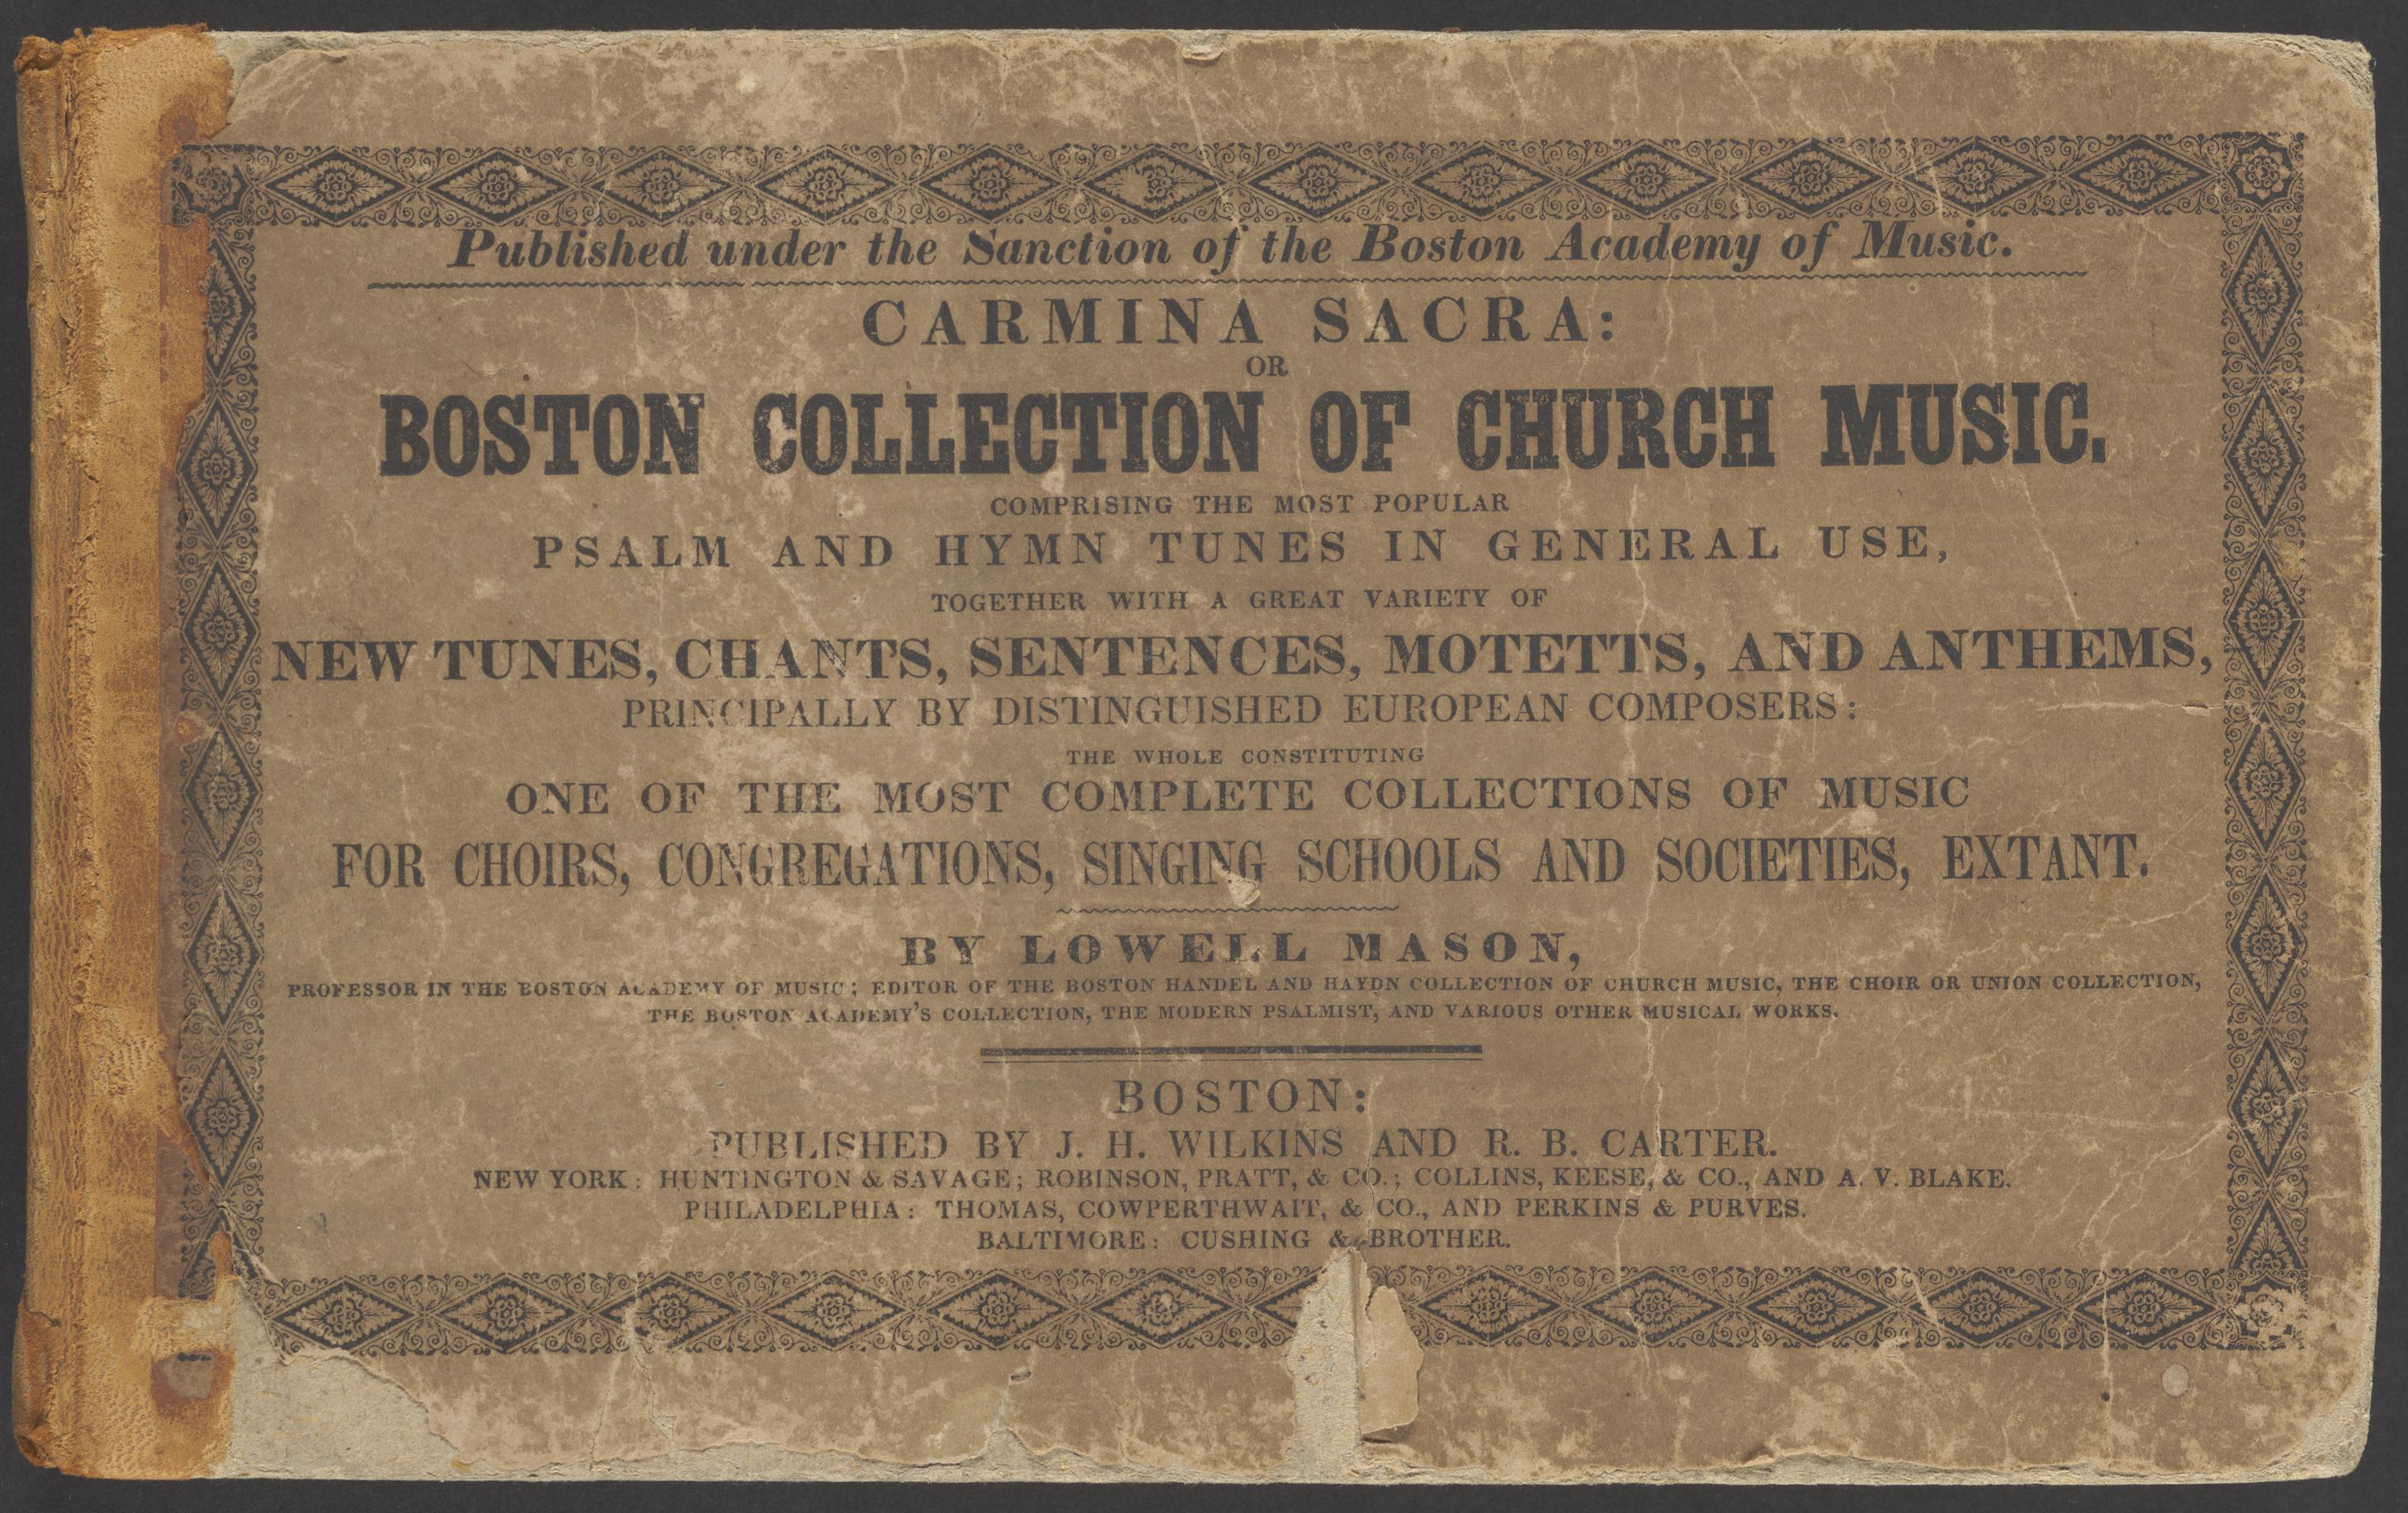 Published under the Sanction of the Boston Academy of Music.
CARMINA SACRA:
OR
BOSTON COLLECTION OF CHURCH MUSIC.
COMPRISING THE MOST POPULAR
PSALM AND HYMN TUNES IN GENERAL USE,
TOGETHER WITH A GREAT VARIETY OF
NEW TUNES, CHANTS, SENTENCES, MOTETTS, AND ANTHEMS,
PRINCIPALLY BY DISTINGUISHED EUROPEAN COMPOSERS:
THE WHOLE CONSTITUTING
ONE OF THE MOST COMPLETE COLLECTIONS OF MUSIC
FOR CHOIRS, CONGREGATIONS, SINGING SCHOOLS AND SOCIETIES, EXTANT.
BY LOWELL MASON,
PROFESSOR IN THE BOSTON ACADEMY OF MUSIC; EDITOR OF THE BOSTON HANDEL AND HAYDN COLLECTION OF CHURCH MUSIC, THE CHOIR OR UNION COLLECTION,
THE BOSTON ACADEMY'S COLLECTION, THE MODERN PSALMIST, AND VARIOUS OTHER MUSICAL WORKS.
BOSTON:
PUBLISHED BY J. H. WILKINS AND R. B. CARTER.
NEW YORK: HUNTINGTON & SAVAGE; ROBINSON, PRATT, & CO.; COLLINS, KEESE, & CO., AND A. V. BLAKE.
PHILADELPHIA: THOMAS, COWPERTHWAIT, & CO., AND PERKINS & PURVES.
BALTIMORE: CUSHING & BROTHER.